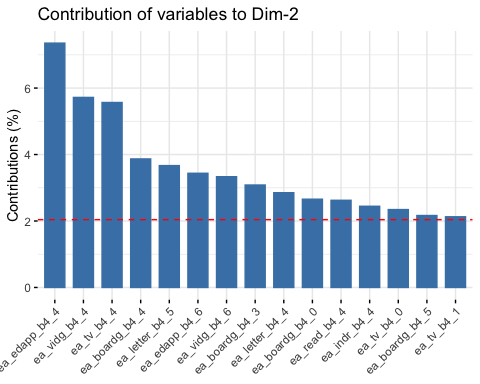 Contribution of variables to Dim-2
Contributions (%)
6
4
2
0
ea_edapp_b4_4
ea_vidg_b4_4
ea_tv_b4_4
ea_boardg_b4_4
ea_letter_b4_5
ea_edapp_b4_6
ea_vidg_b4_6
ea_boardg_b4_3
ea_letter_b4_4
ea_boardg_b4_0
ea_read_b4_4
ea_indr_b4_4
ea_tv_b4_0
ea_boardg_b4_5
ea_tv_b4_1